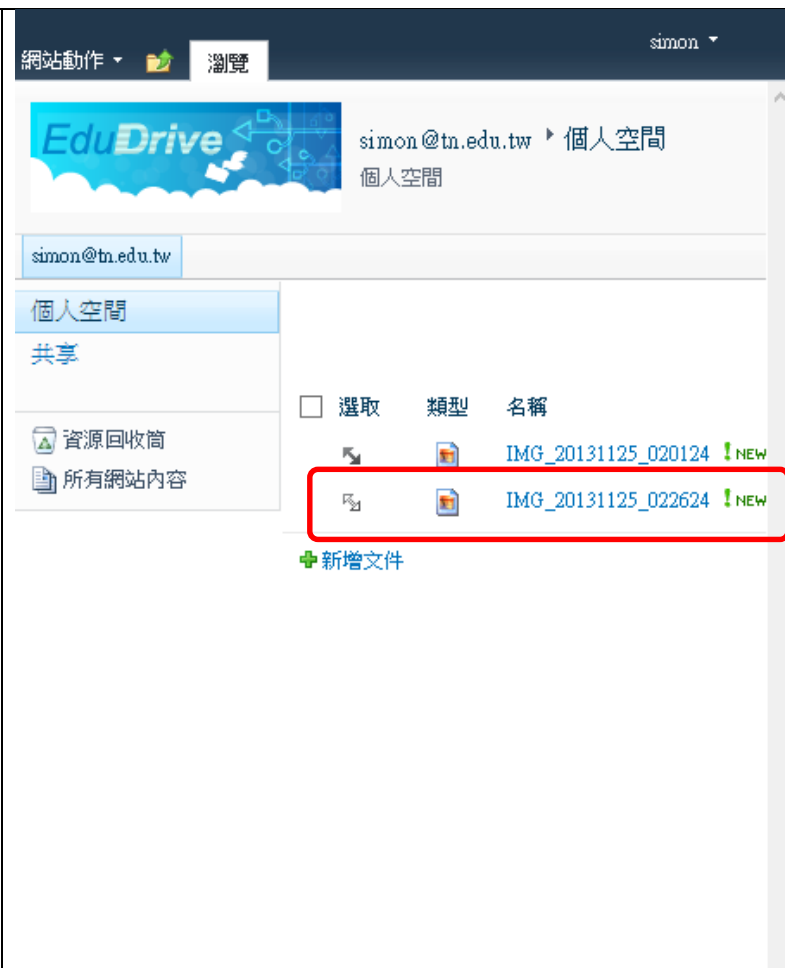 simon
網站動作 瀏覽
EduDrive
simon@tn.edu.tw 個人空間
個人空間
simon@tn.edu.tw
個人空間
共享
資源回收筒
所有網站內容
選取 類型 名稱
IMG_20131125_020124 ! NEW
IMG_20131125_022624 ! NEW
新增文件